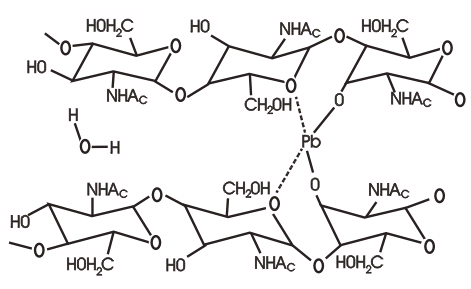 HOH2C HO NHAc HOH2C
O O O O
HO O
NHAc O CH2OH O NHAc O
H
O H Pb
NHAc O CH2OH O O NHAc O
HO
O O HO NHAc O HOH2C O
HOH2C